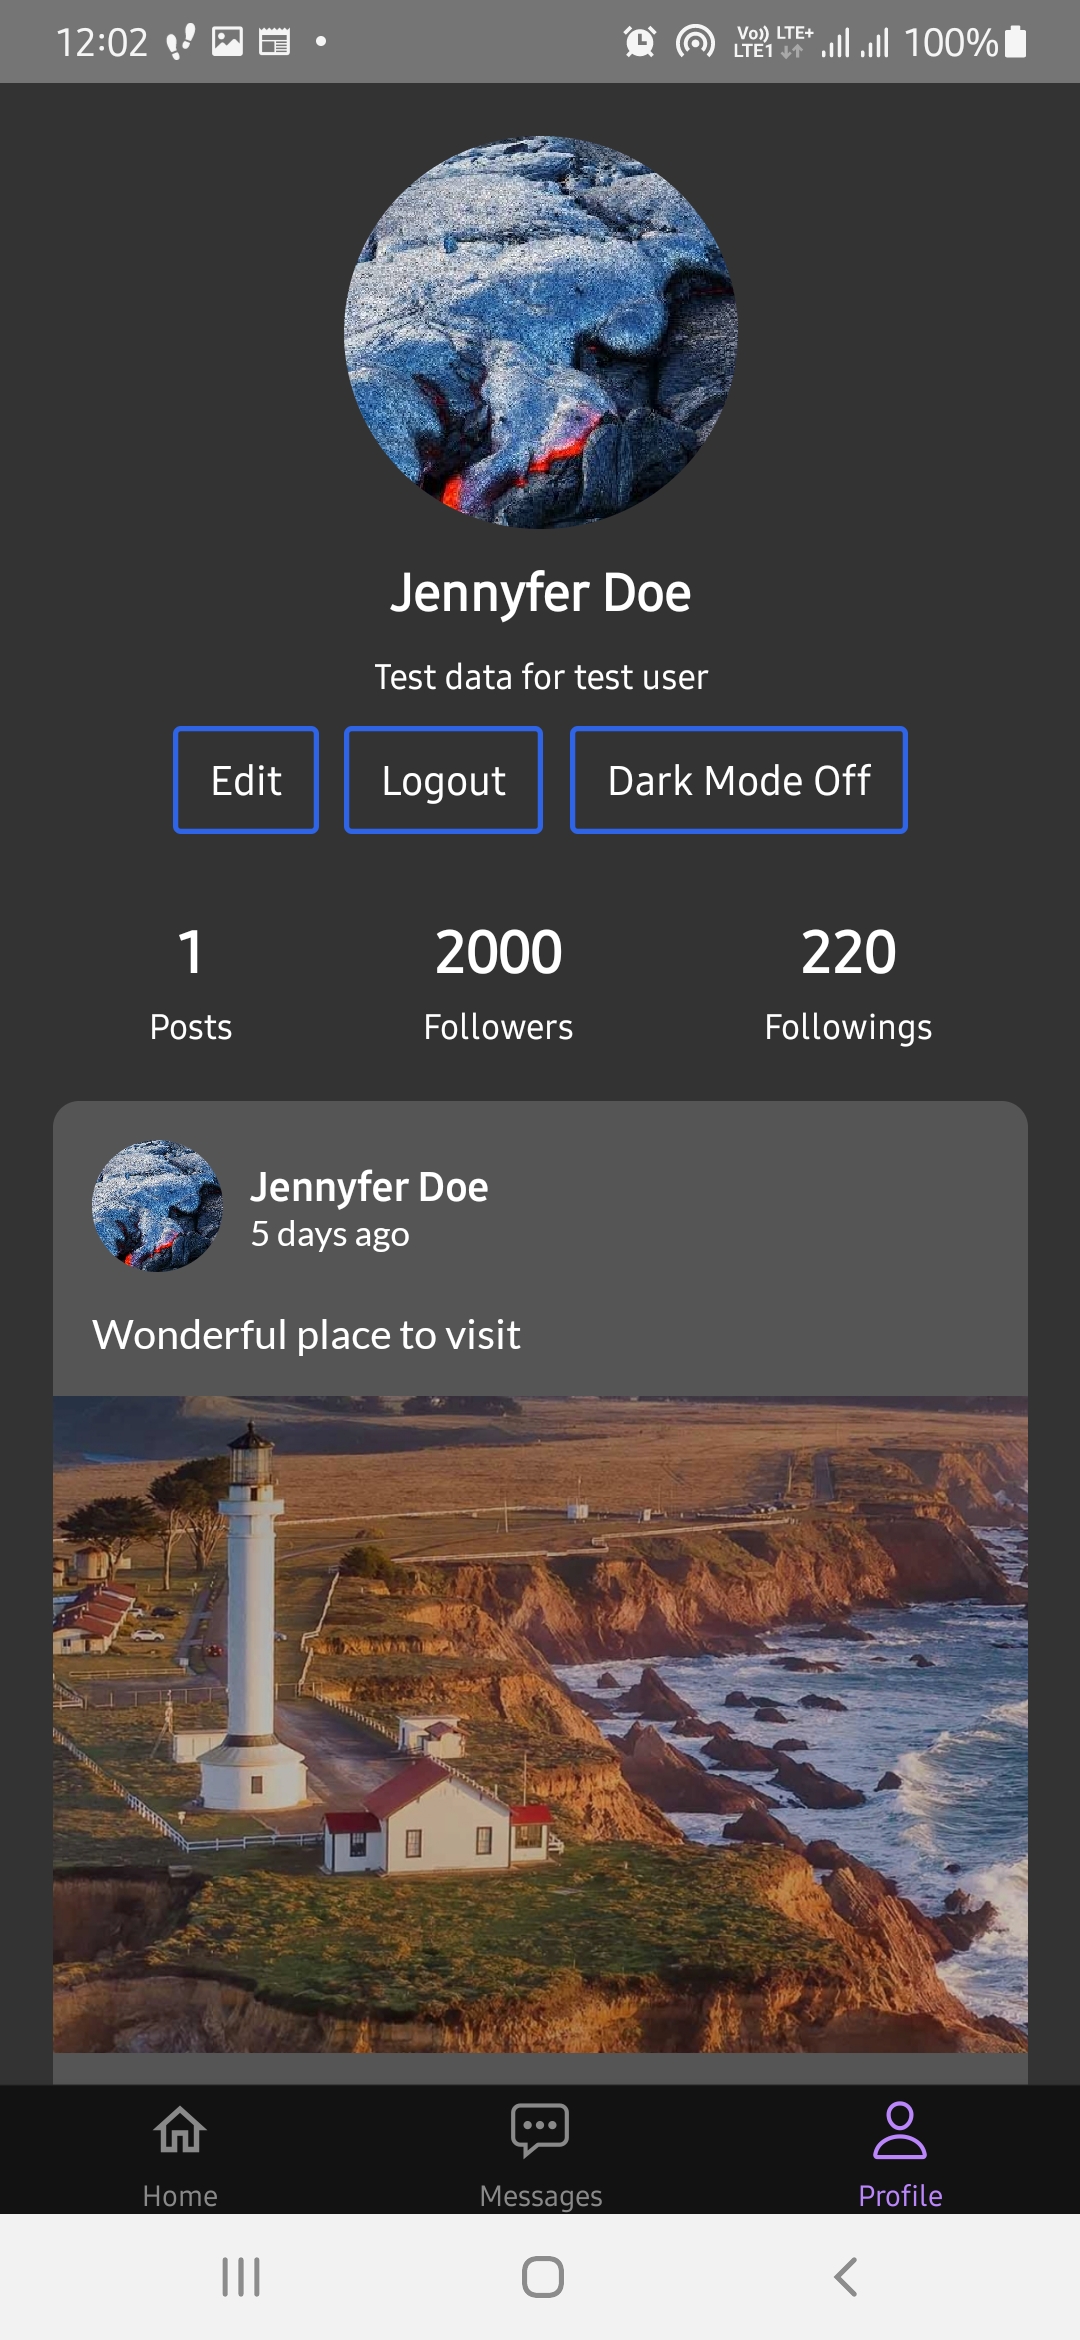 12:02 Vo)) LTE+ LTE1 100%
Jennyfer Doe
Test data for test user
Edit Logout Dark Mode Off
1 2000 220
Posts Followers Followings
Jennyfer Doe
5 days ago
Wonderful place to visit
Home Messages Profile